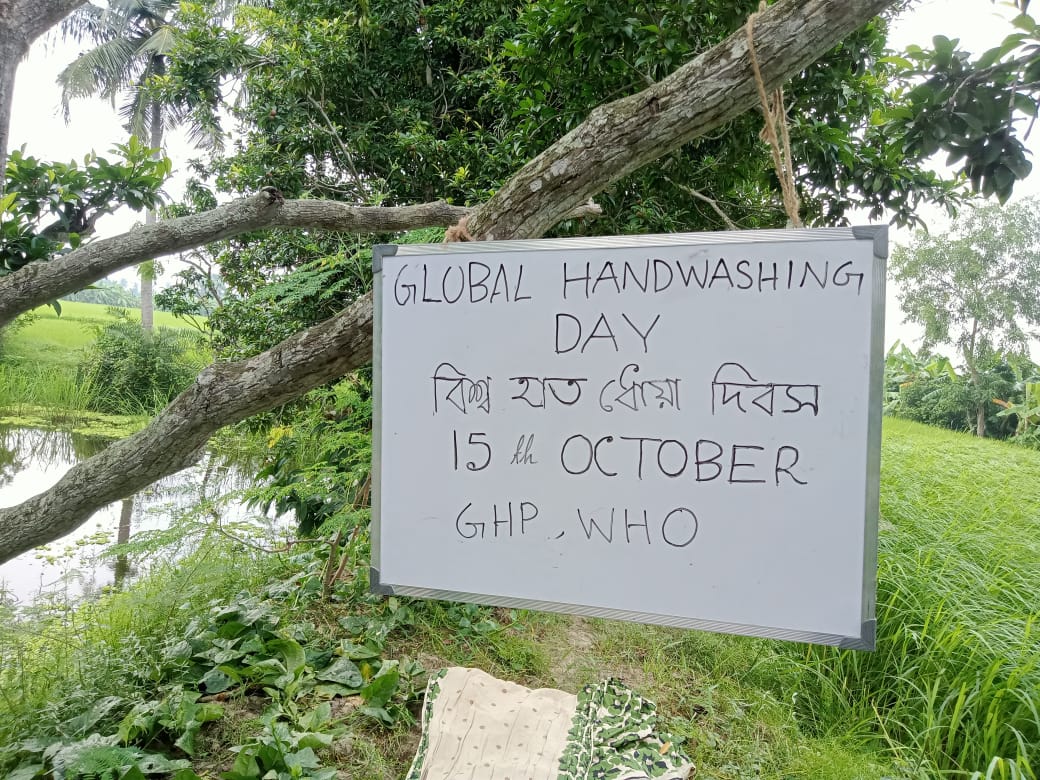 GLOBAL HANDWASHING
DAY
বিশ্ব হাত ধোয়া দিবস
15 th OCTOBER
GHP., WHO